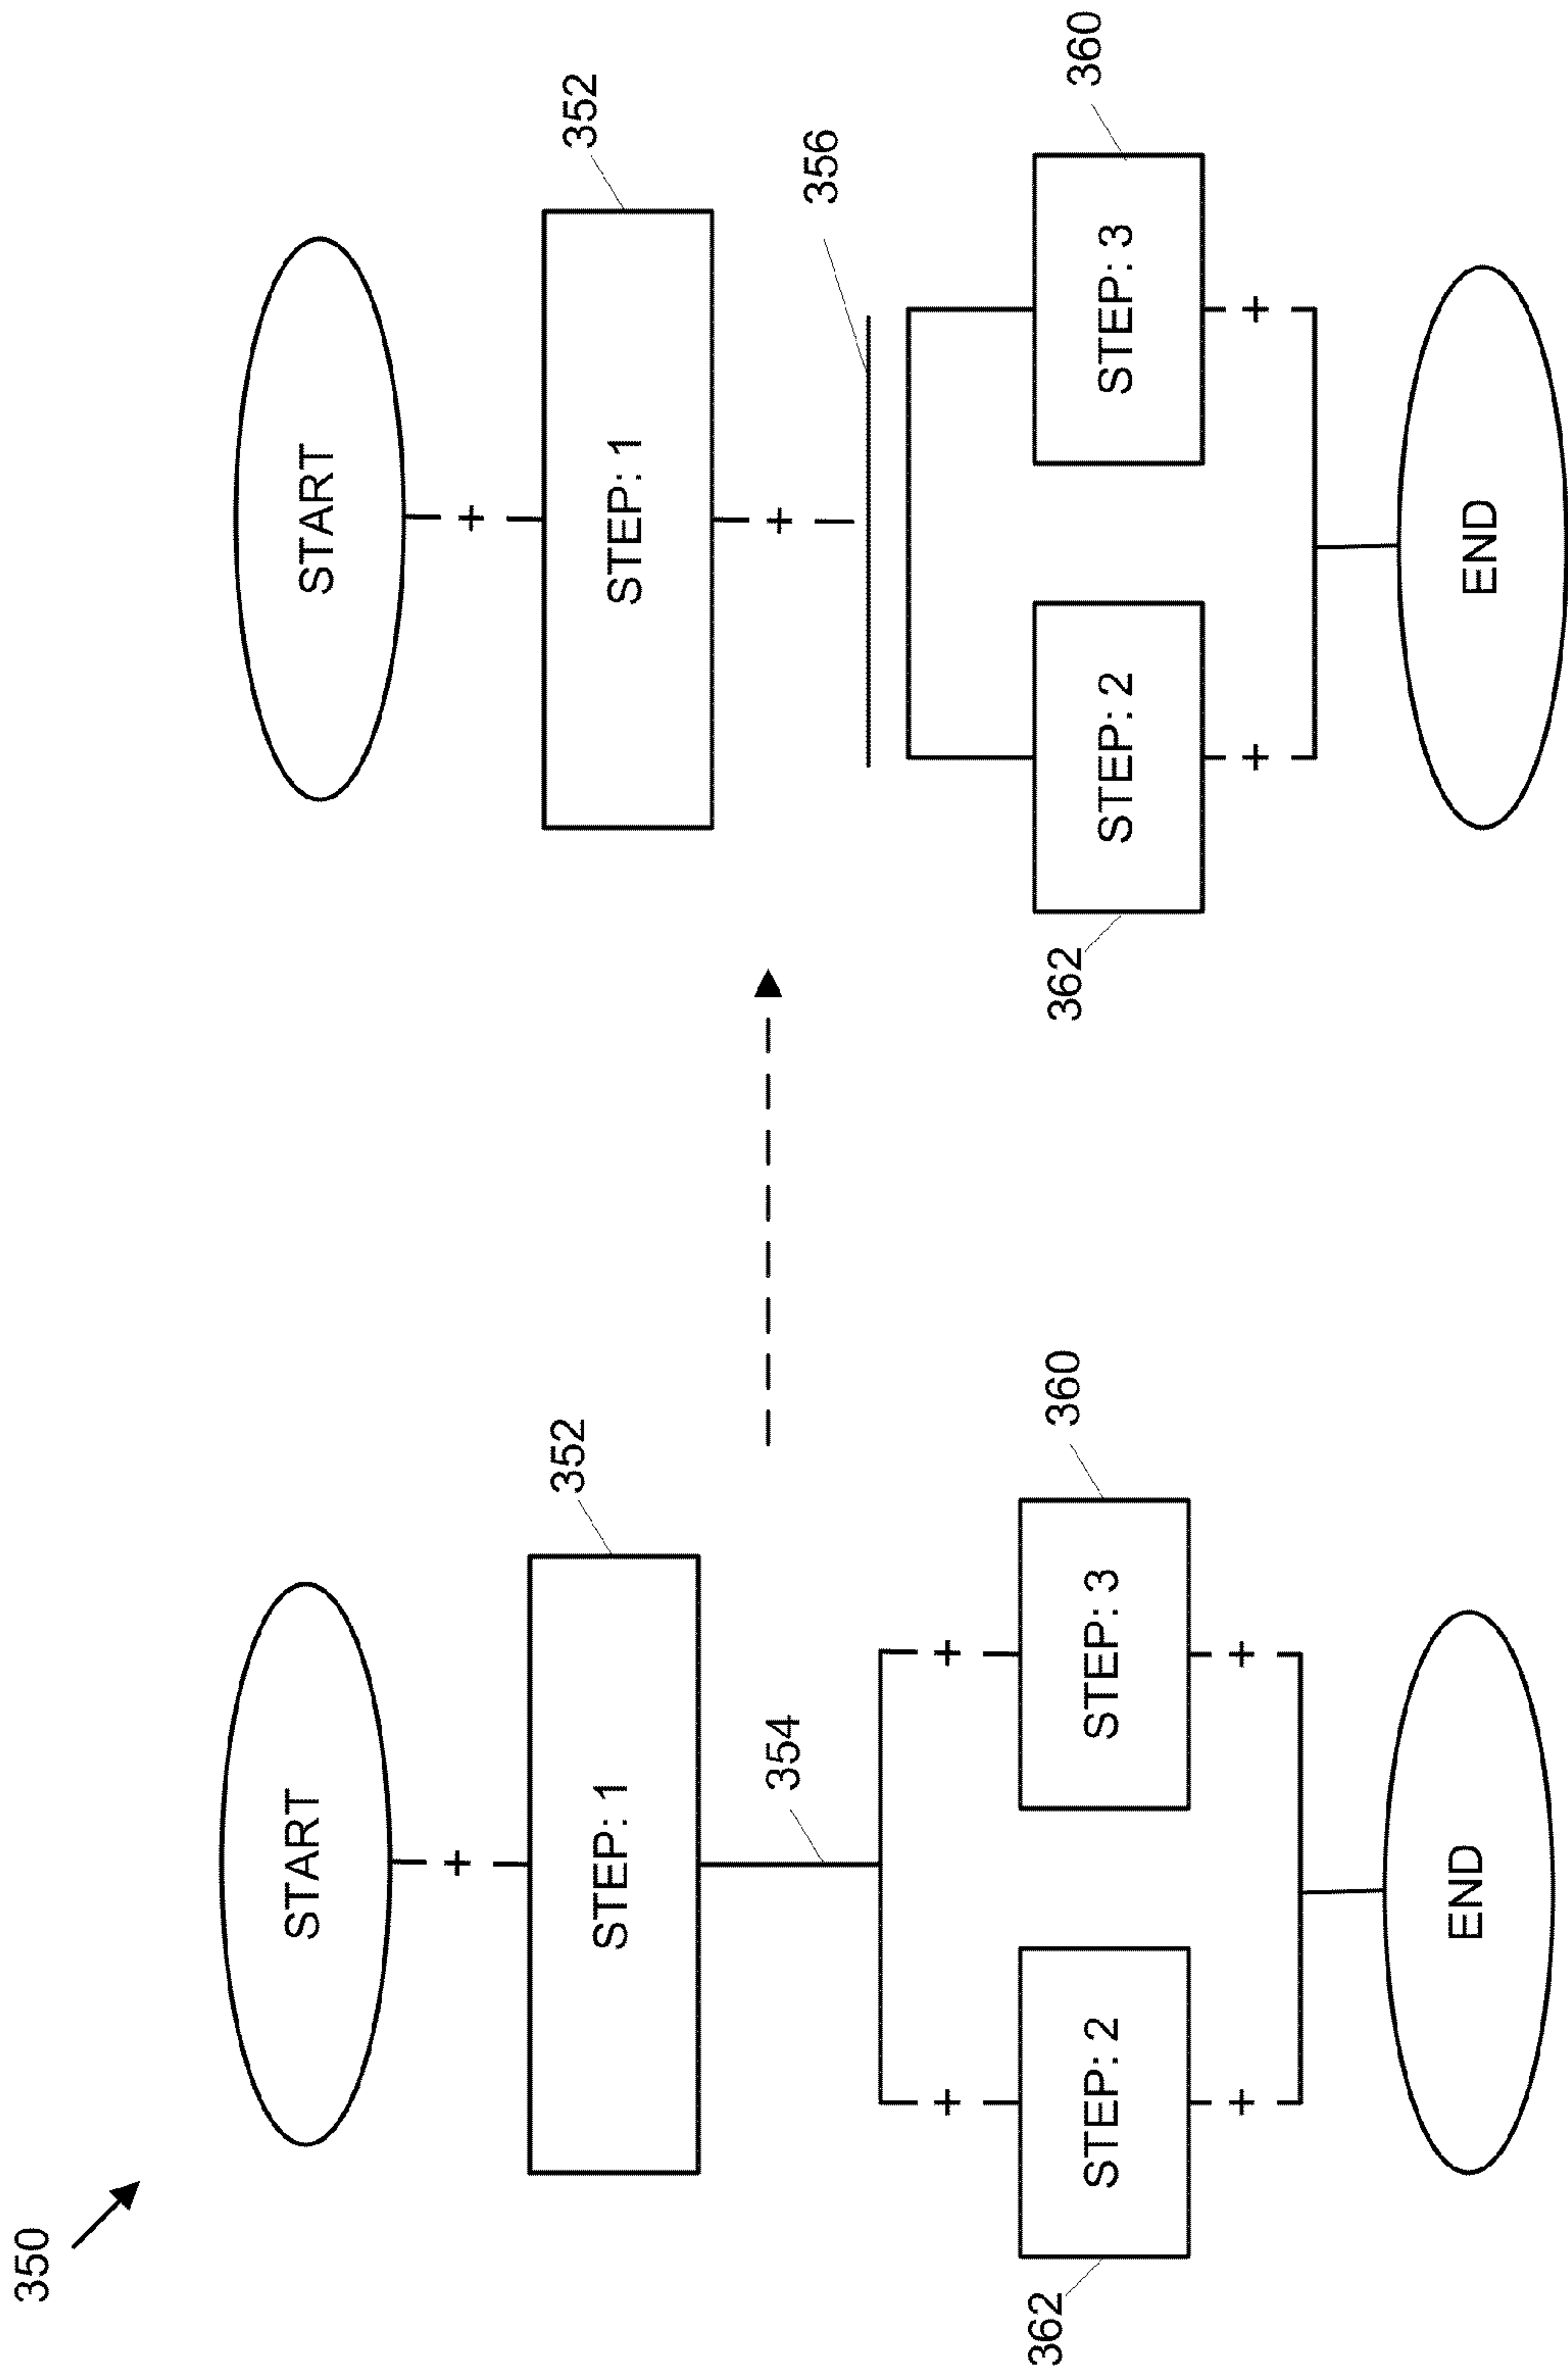 350
START
+
352
STEP: 1
354
+
+
362
STEP: 2
STEP: 3
360
+
+
END
START
+
352
STEP: 1
+
356
362
STEP: 2
STEP: 3
360
+
+
END